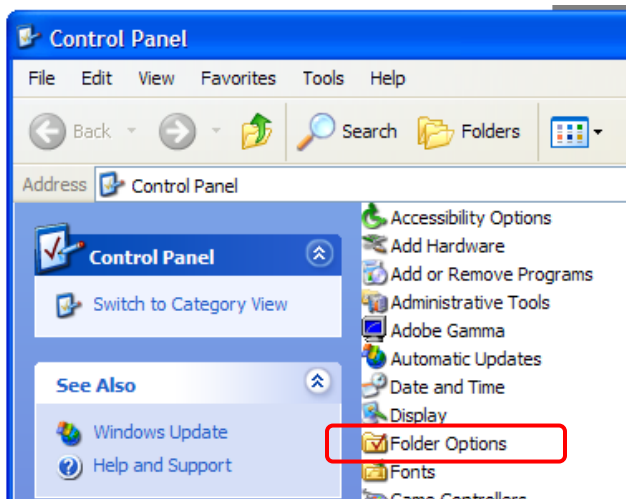 Control Panel
File Edit View Favorites Tools Help
Back Search Folders
Address Control Panel
Control Panel
Switch to Category View
See Also
Windows Update
Help and Support
Accessibility Options
Add Hardware
Add or Remove Programs
Administrative Tools
Adobe Gamma
Automatic Updates
Date and Time
Display
Folder Options
Fonts
Game Controllers